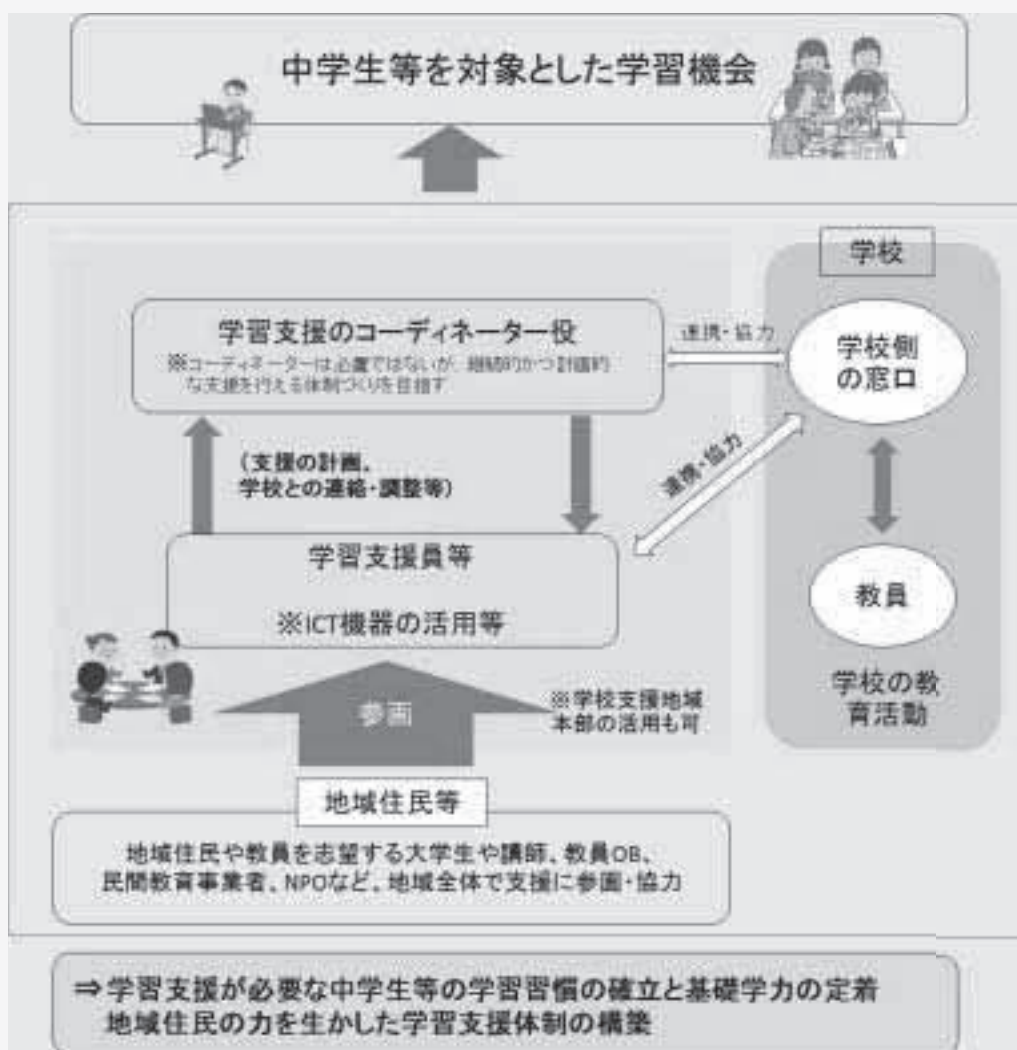 中学生等を対象とした学習機会
学校
学習支援のコーディネーター役
※コーディネーターは必置ではないが、継続的かつ計画的
な支援を行える体制づくりを目指す
連携・協力
学校側
の窓口
(支援の計画、
学校との連絡・調整等)
連携・協力
学習支援員等
※ICT機器の活用等
教員
学校の教
育活動
参画
※学校支援地域
本部の活用も可
地域住民等
地域住民や教員を志望する大学生や講師、教員OB、
民間教育事業者、NPOなど、地域全体で支援に参画・協力
⇒学習支援が必要な中学生等の学習習慣の確立と基礎学力の定着
地域住民の力を生かした学習支援体制の構築